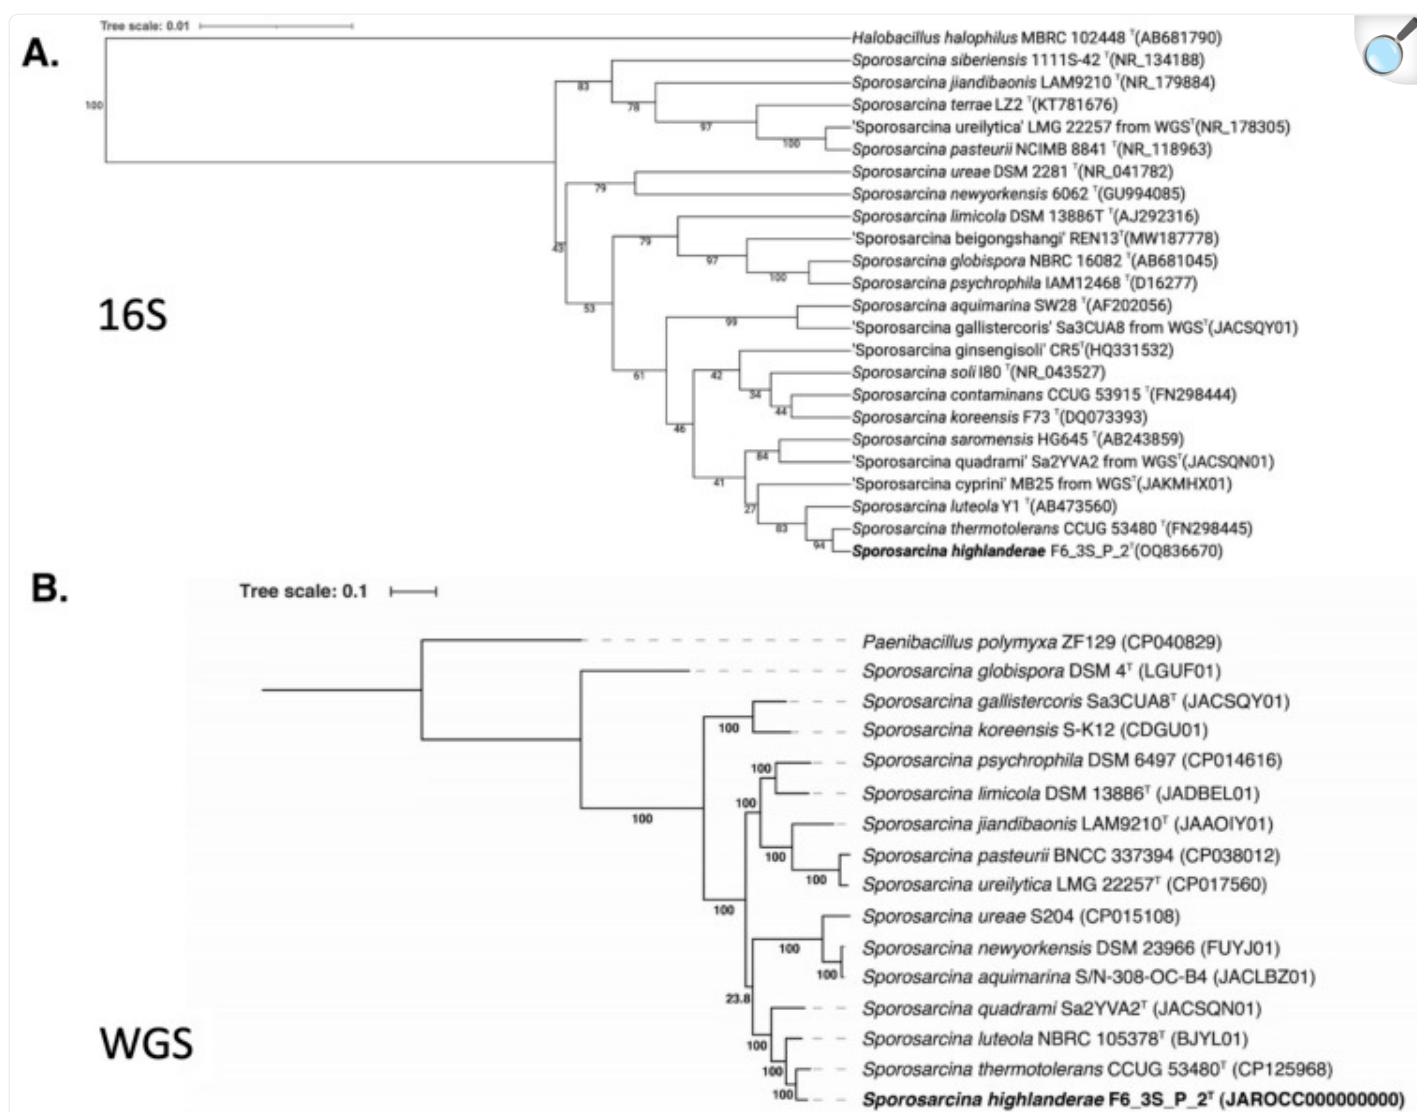 Tree scale: 0.01
A.
Halobacillus halophilus MBRC 102448 T(AB681790)
Sporosarcina siberiensis 1111S-42 T(NR_134188)
83
Sporosarcina jiandibaonis LAM9210 T(NR_179884)
100
78
Sporosarcina terrae LZ2 T(KT781676)
97
'Sporosarcina ureilytica' LMG 22257 from WGST(NR_178305)
100
Sporosarcina pasteurii NCIMB 8841 T(NR_118963)
Sporosarcina ureae DSM 2281 T(NR_041782)
79
Sporosarcina newyorkensis 6062 T(GU994085)
Sporosarcina limicola DSM 13886T T(AJ292316)
79
'Sporosarcina beigongshangi' REN13T(MW187778)
43
97
Sporosarcina globispora NBRC 16082 T(AB681045)
100
Sporosarcina psychrophila IAM12468 T(D16277)
16S
53
Sporosarcina aquimarina SW28 T(AF202056)
99
'Sporosarcina gallistercoris' Sa3CUA8 from WGST(JACSQY01)
'Sporosarcina ginsengisoli' CR5T(HQ331532)
61
42
Sporosarcina soli I80 T(NR_043527)
34
Sporosarcina contaminans CCUG 53915 T(FN298444)
44
Sporosarcina koreensis F73 T(DQ073393)
46
Sporosarcina saromensis HG645 T(AB243859)
84
'Sporosarcina quadrami' Sa2YVA2 from WGST(JACSQN01)
41
'Sporosarcina cyprini' MB25 from WGST(JAKMHX01)
27
Sporosarcina luteola Y1 T(AB473560)
83
Sporosarcina thermotolerans CCUG 53480 T(FN298445)
94
Sporosarcina highlanderae F6_3S_P_2T(OQ836670)
B.
Tree scale: 0.1
Paenibacillus polymyxa ZF129 (CP040829)
Sporosarcina globispora DSM 4T (LGUF01)
Sporosarcina gallistercoris Sa3CUA8T (JACSQY01)
100
Sporosarcina koreensis S-K12 (CDGU01)
Sporosarcina psychrophila DSM 6497 (CP014616)
100
Sporosarcina limicola DSM 13886T (JADBEL01)
100
100
Sporosarcina jiandibaonis LAM9210T (JAAOIY01)
100
Sporosarcina pasteurii BNCC 337394 (CP038012)
100
Sporosarcina ureilytica LMG 22257T (CP017560)
100
Sporosarcina ureae S204 (CP015108)
100
Sporosarcina newyorkensis DSM 23966 (FUYJ01)
100
Sporosarcina aquimarina S/N-308-OC-B4 (JACLBZ01)
23.8
Sporosarcina quadrami Sa2YVA2T (JACSQN01)
WGS
100
Sporosarcina luteola NBRC 105378T (BJYL01)
100
Sporosarcina thermotolerans CCUG 53480T (CP125968)
100
Sporosarcina highlanderae F6_3S_P_2T (JAROCC000000000)